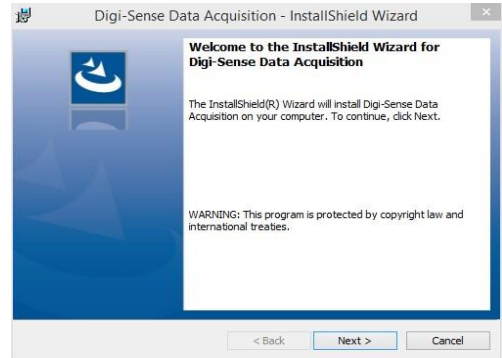 Digi-Sense Data Acquisition - InstallShield Wizard
Welcome to the InstallShield Wizard for
Digi-Sense Data Acquisition
The InstallShield(R) Wizard will install Digi-Sense Data
Acquisition on your computer. To continue, click Next.
WARNING: This program is protected by copyright law and
international treaties.
< Back
Next >
Cancel